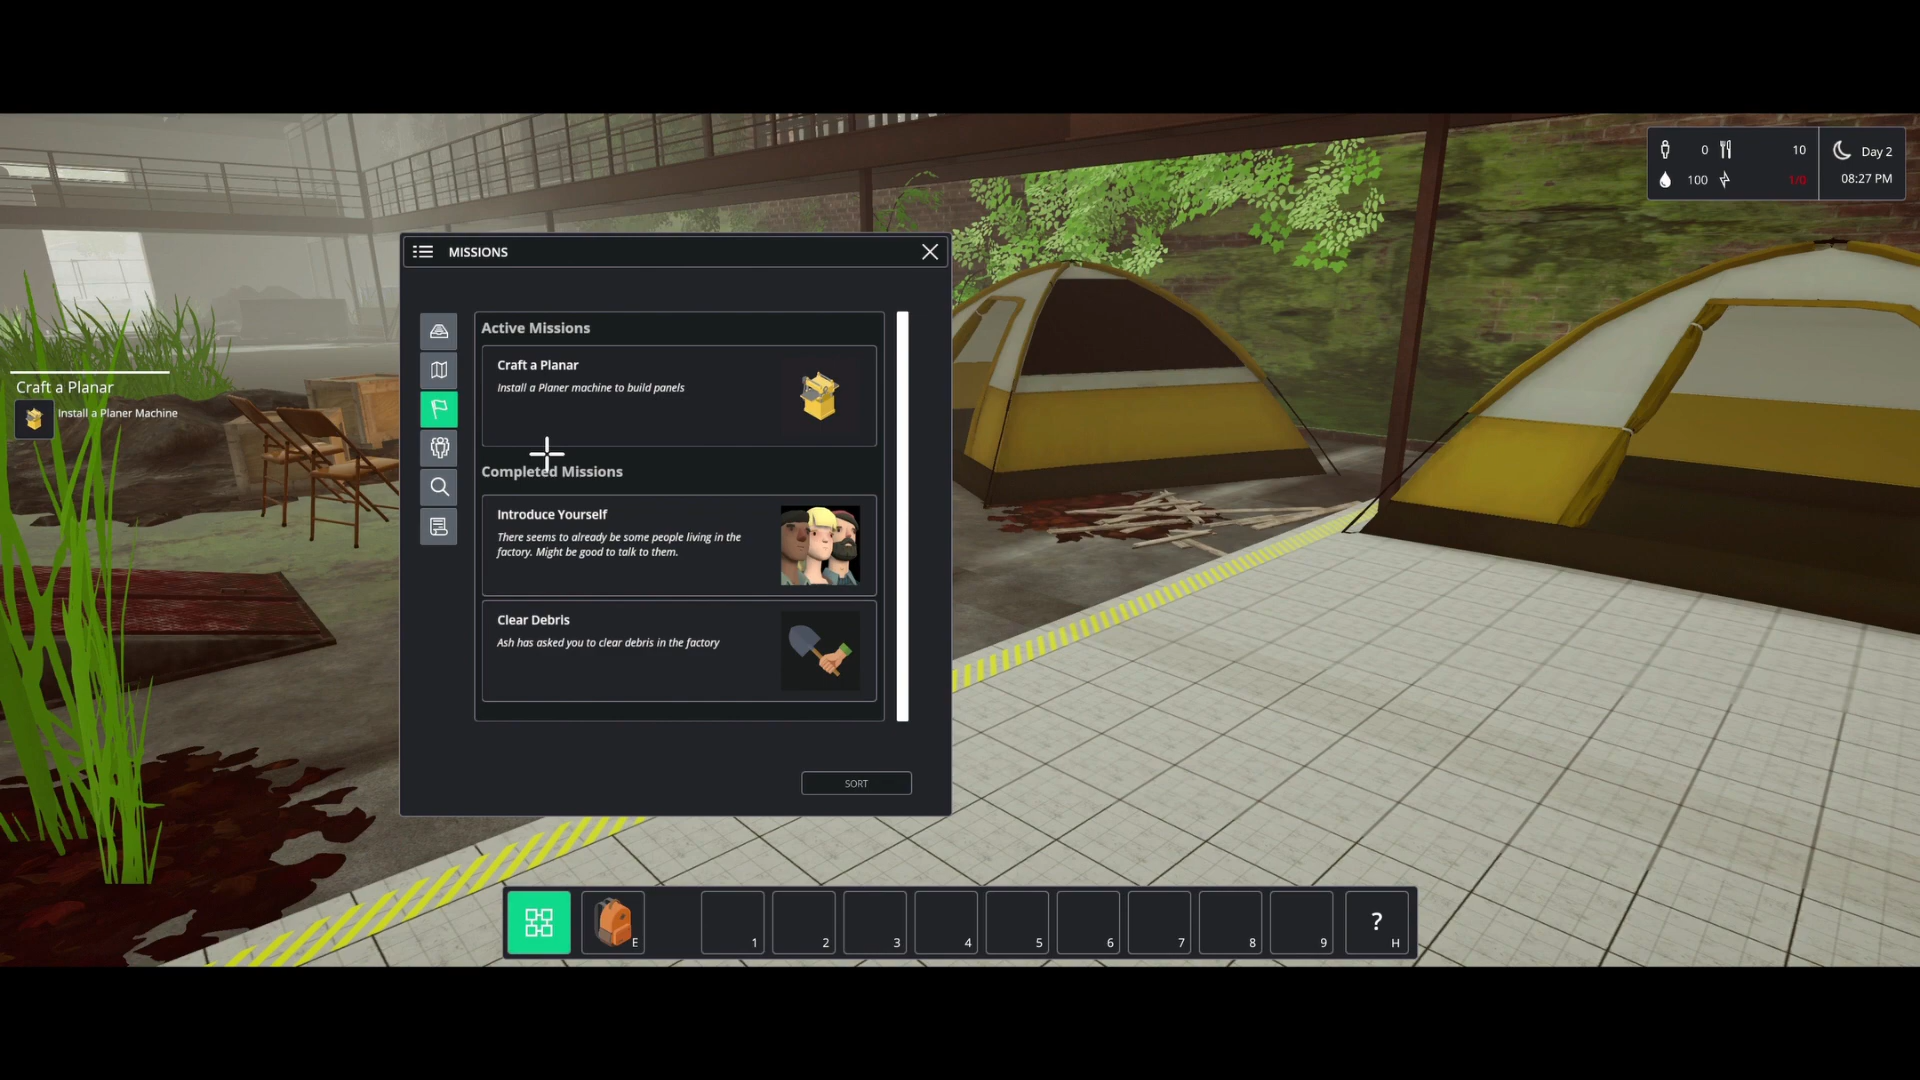 0 10 Day 2
100 1/0 08:27 PM
MISSIONS
Active Missions
Craft a Planar
Install a Planer machine to build panels
Craft a Planar
Install a Planer Machine
Completed Missions
Introduce Yourself
There seems to already be some people living in the
factory. Might be good to talk to them.
Clear Debris
Ash has asked you to clear debris in the factory
SORT
E 1 2 3 4 5 6 7 8 9 ? H